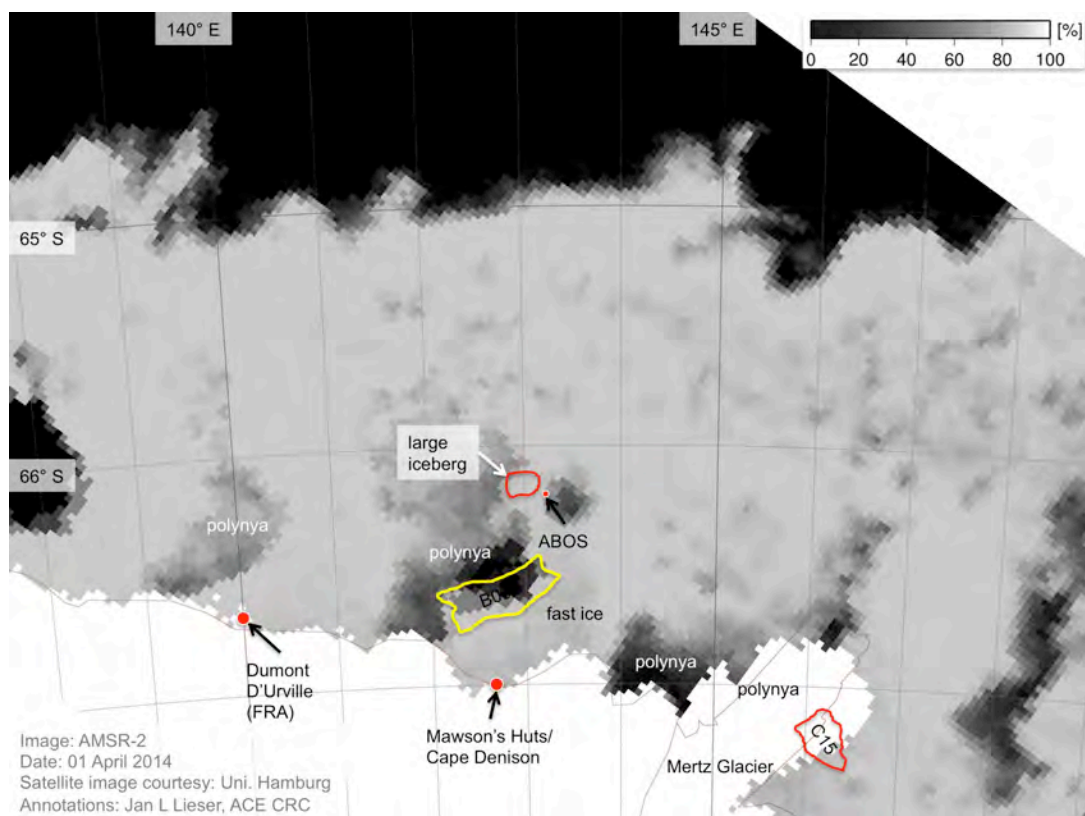 140° E
145° E
[%]
0 20 40 60 80 100
65° S
large
iceberg
66° S
polynya
ABOS
polynya
fast ice
polynya
polynya
Dumont
D'Urville
(FRA)
Mawson's Huts/
Cape Denison
C15
Mertz Glacier
Image: AMSR-2
Date: 01 April 2014
Satellite image courtesy: Uni. Hamburg
Annotations: Jan L Lieser, ACE CRC